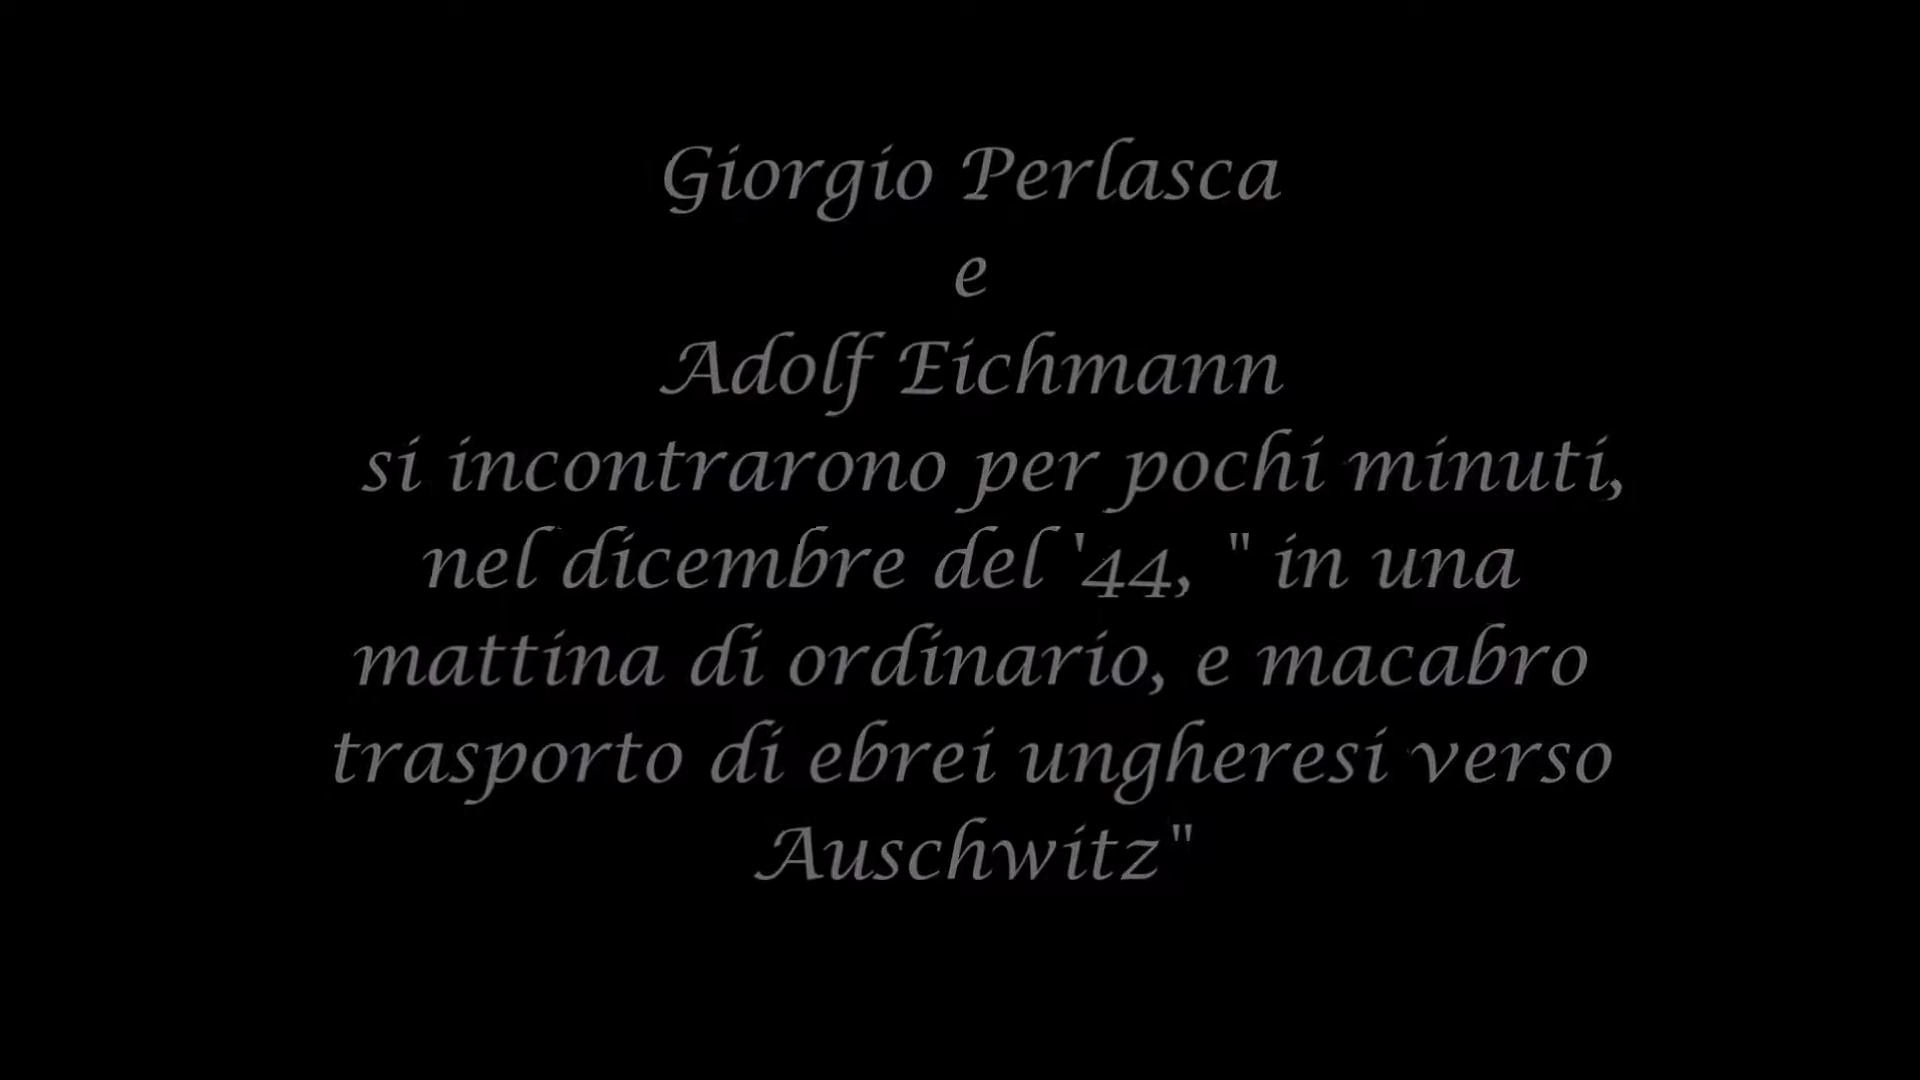 Giorgio Perlasca
e
Adolf Eichmann
si incontrarono per pochi minuti,
nel dicembre del '44, " in una
mattina di ordinario, e macabro
trasporto di ebrei ungheresi verso
Auschwitz"